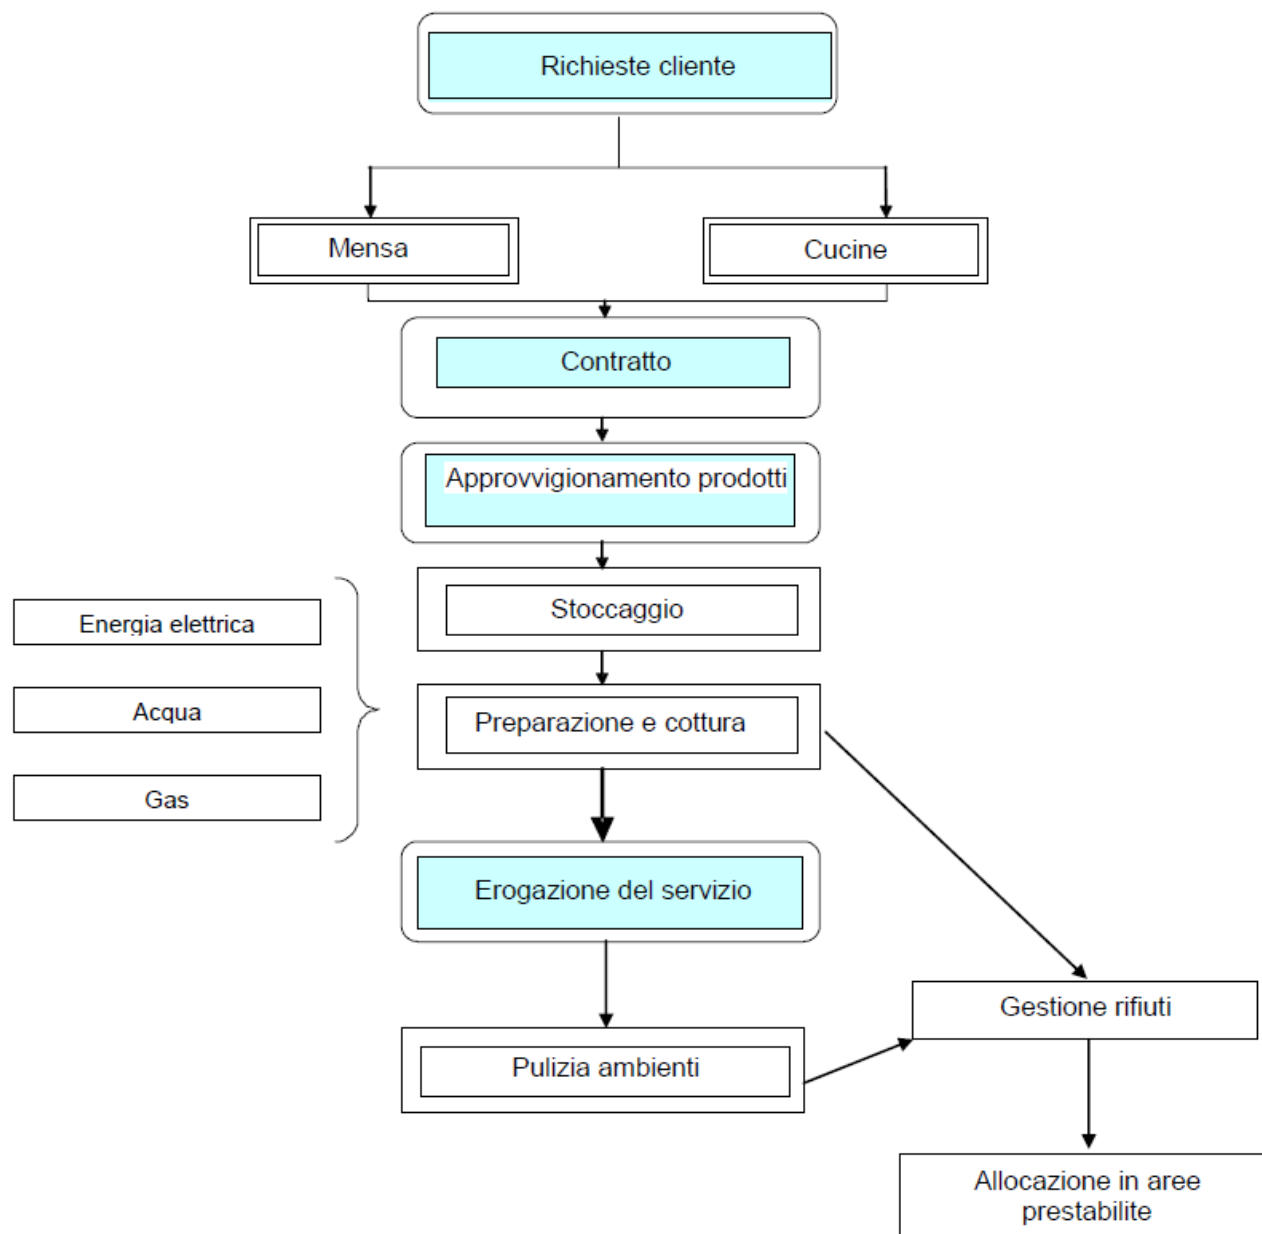 Richieste cliente
Mensa
Cucine
Contratto
Approvvigionamento prodotti
Stoccaggio
Energia elettrica
Acqua
Preparazione e cottura
Gas
Erogazione del servizio
Gestione rifiuti
Pulizia ambienti
Allocazione in aree
prestabilite